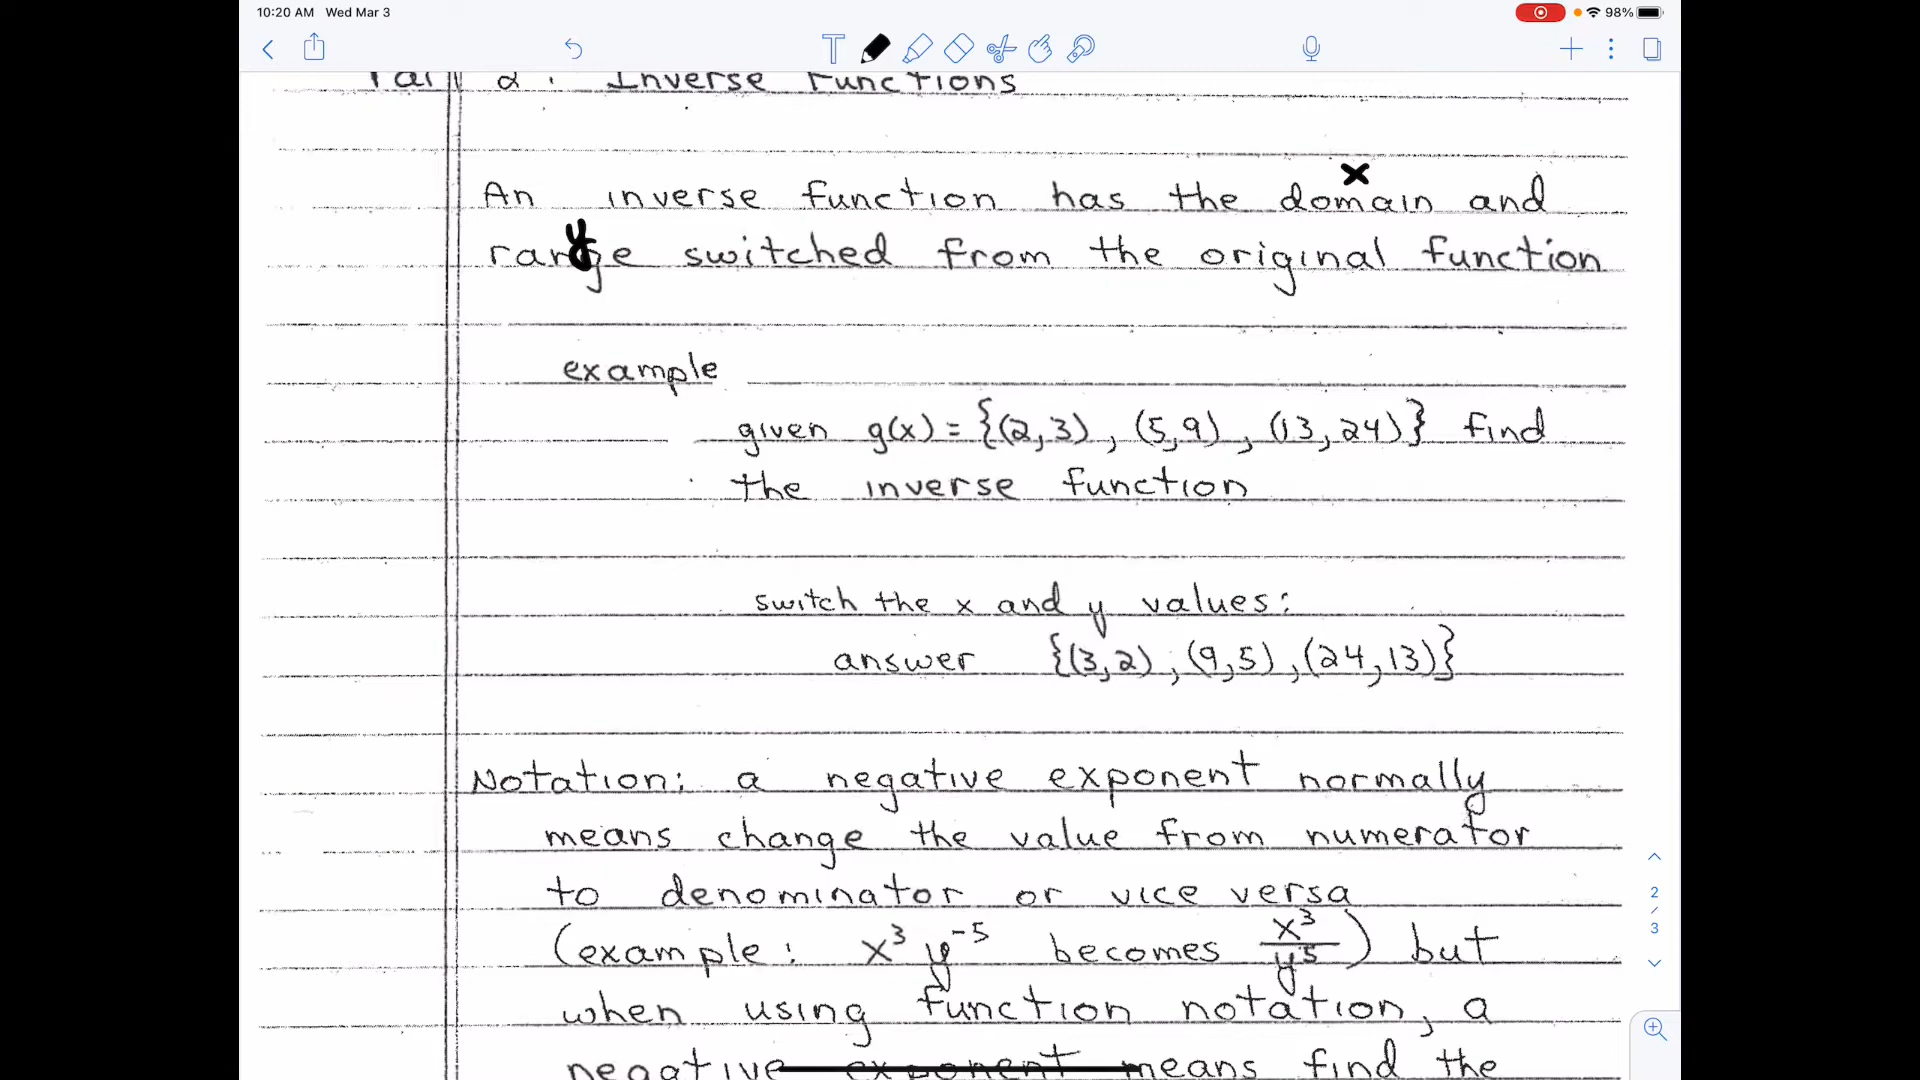 10:20 AM Wed Mar 3
98%
Part 2: Inverse Functions
x
An inverse function has the domain and
y
range switched from the original function
example
given g(x) = {(2,3), (5,9), (13,24)} find
the inverse function
switch the x and y values:
answer {(3,2), (9,5), (24,13)}
Notation: a negative exponent normally
means change the value from numerator
to denominator or vice versa
(example: x³ y⁻⁵ becomes x³/y⁵) but
when using function notation, a
negative exponent means find the
2
/
3